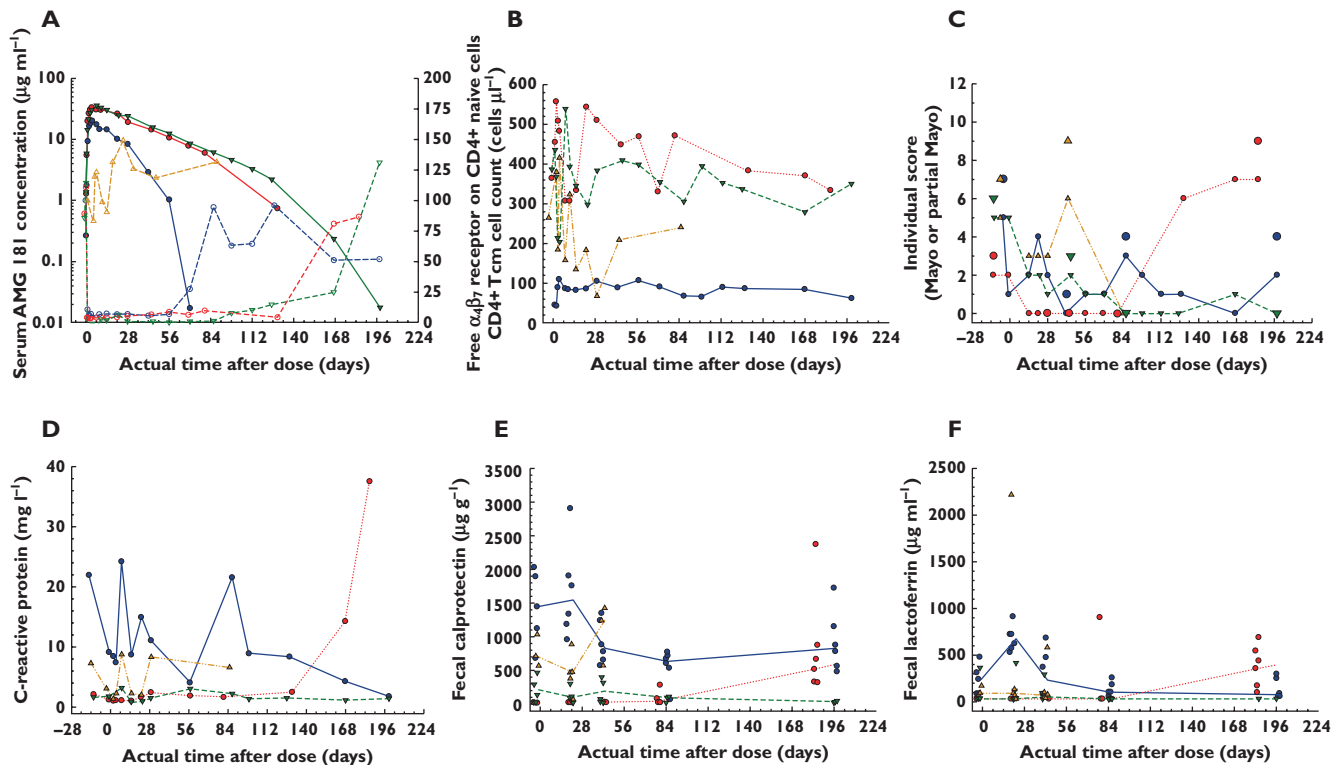 A
Serum AMG 181 concentration (µg ml⁻¹)
100
10
1
0.1
0.01
200
175
150
125
100
75
50
25
0
Free α₄β₇ receptor on CD4+ naive cells
0 28 56 84 112 140 168 196 224
Actual time after dose (days)
B
CD4+ Tcm cell count (cells µl⁻¹)
600
500
400
300
200
100
0
0 28 56 84 112 140 168 196 224
Actual time after dose (days)
C
Individual score
(Mayo or partial Mayo)
12
10
8
6
4
2
0
−28 0 28 56 84 112 140 168 196 224
Actual time after dose (days)
D
C-reactive protein (mg l⁻¹)
40
30
20
10
0
−28 0 28 56 84 112 140 168 196 224
Actual time after dose (days)
E
Fecal calprotectin (µg g⁻¹)
3500
3000
2500
2000
1500
1000
500
0
0 28 56 84 112 140 168 196 224
Actual time after dose (days)
F
Fecal lactoferrin (µg ml⁻¹)
2500
2000
1500
1000
500
0
0 28 56 84 112 140 168 196 224
Actual time after dose (days)